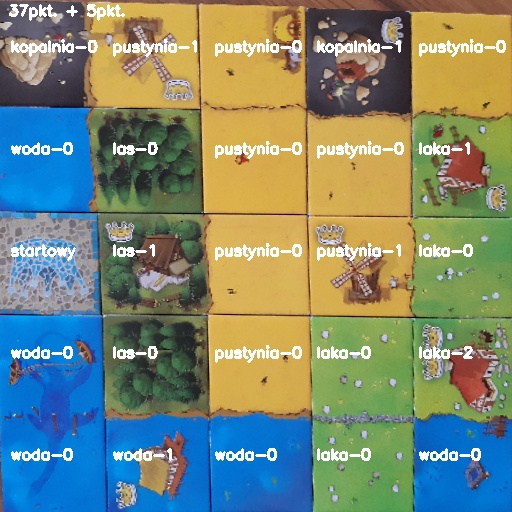 37pkt. + 5pkt.
kopalnia-0 pustynia-1 pustynia-0 kopalnia-1 pustynia-0
woda-0 las-0 pustynia-0 pustynia-0 laka-1
startowy las-1 pustynia-0 pustynia-1 laka-0
woda-0 las-0 pustynia-0 laka-0 laka-2
woda-0 woda-1 woda-0 laka-0 woda-0